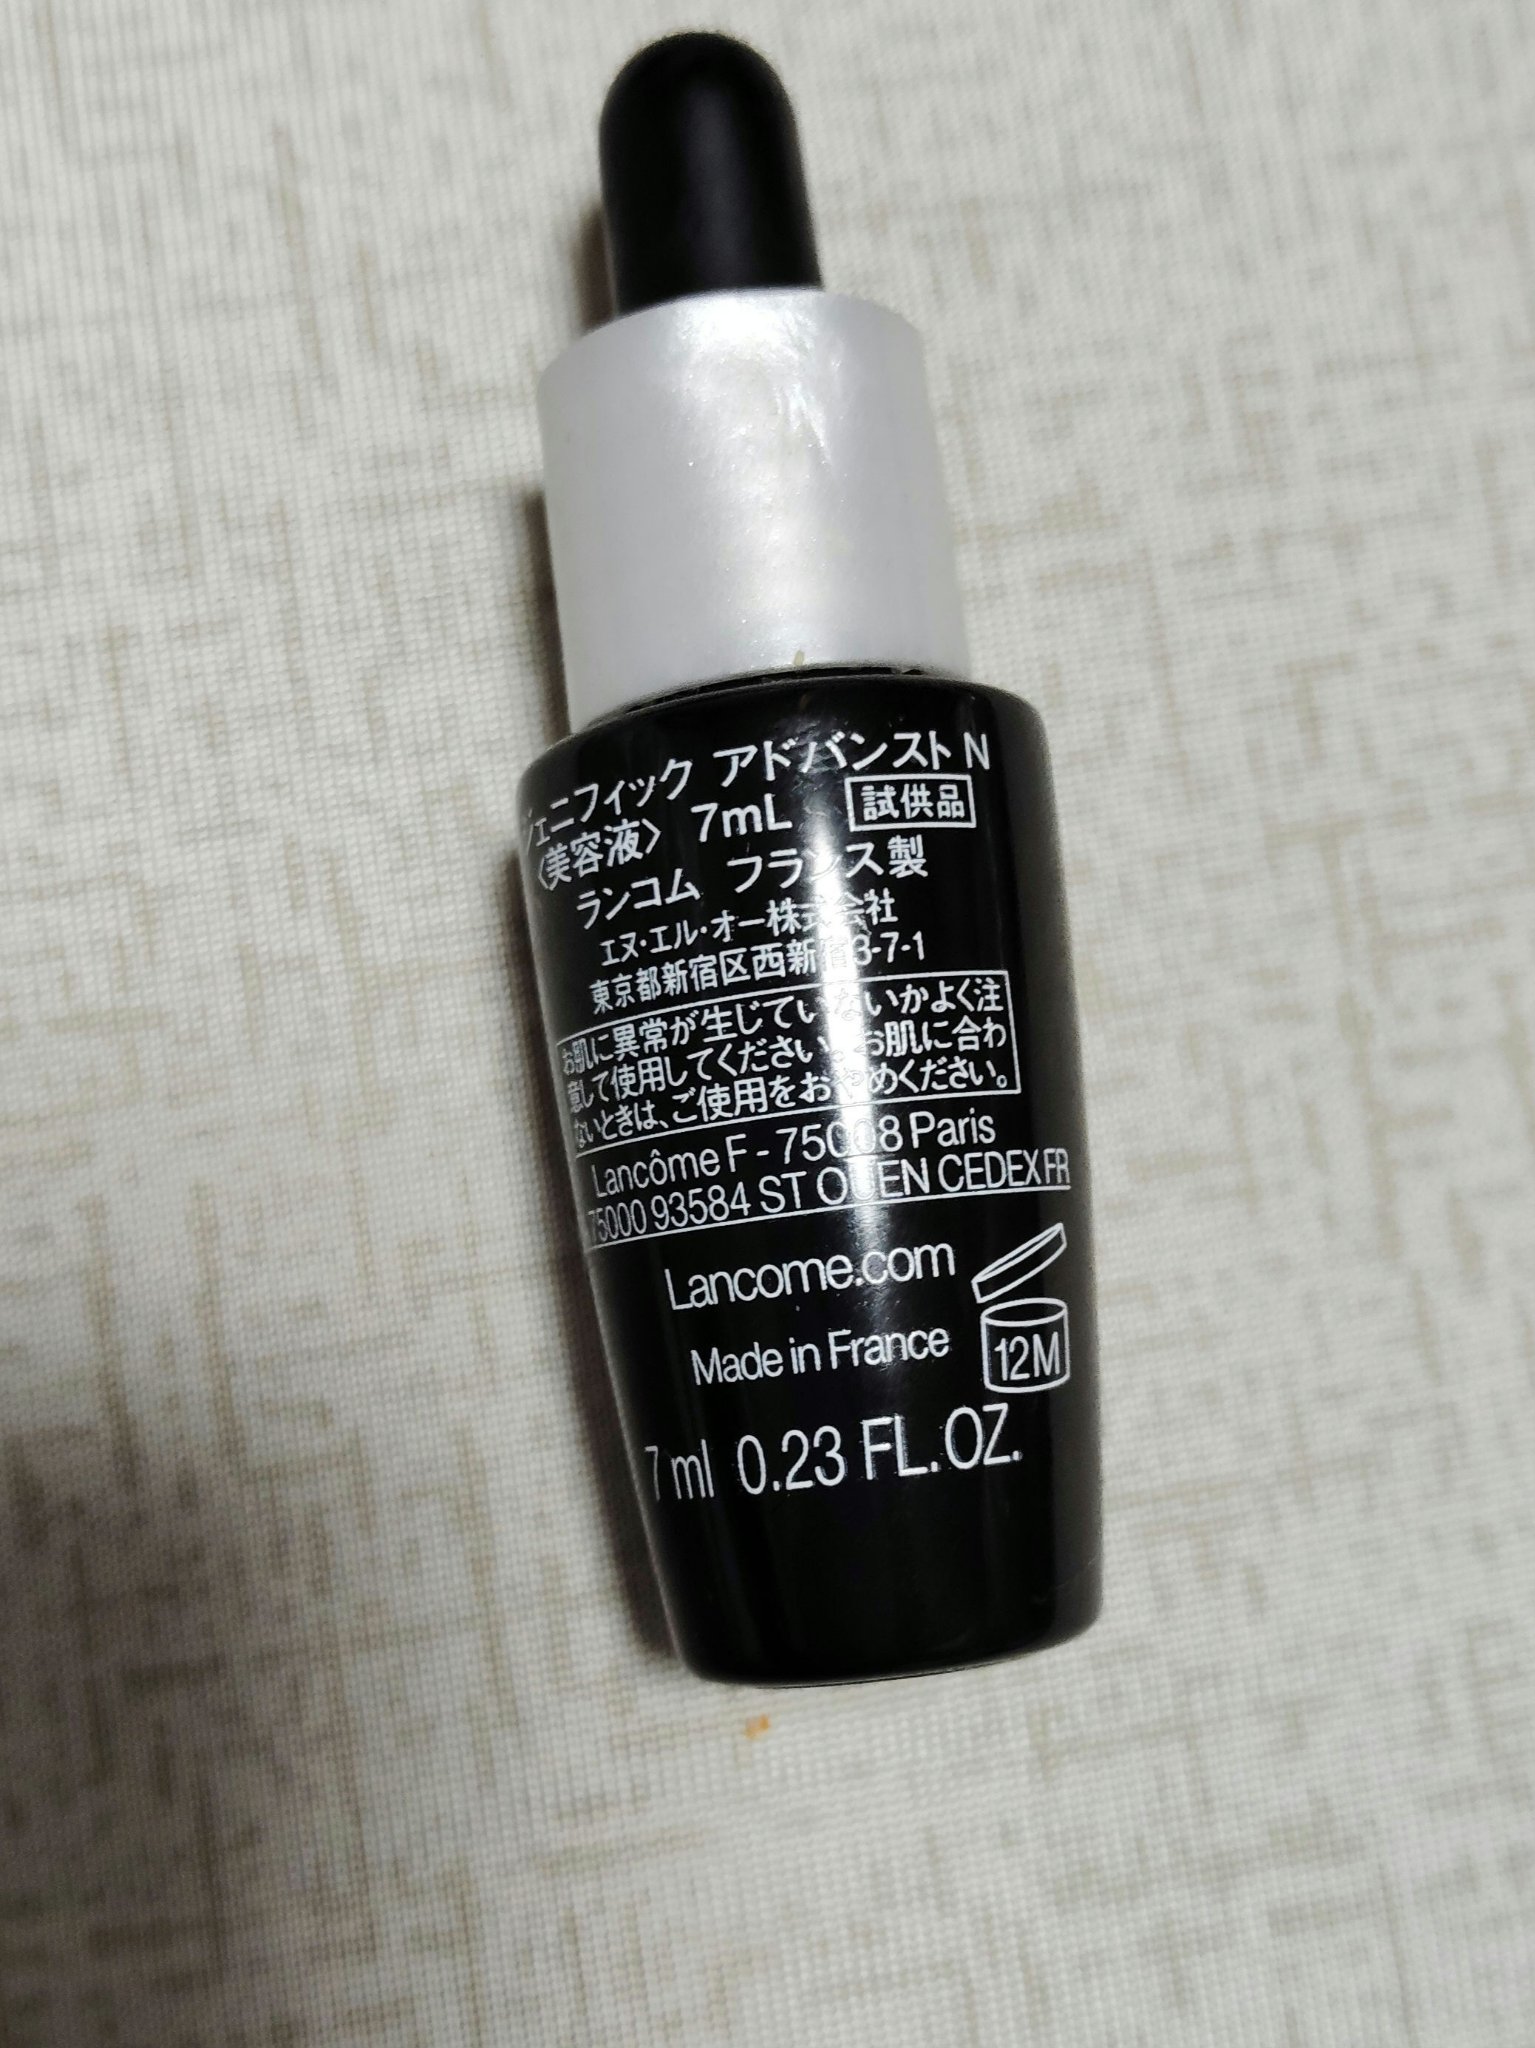 ジェニフィック アドバンスト N
〈美容液〉 7mL 試供品
ランコム フランス製
エヌ・エル・オー株式会社
東京都新宿区西新宿3-7-1
お肌に異常が生じていないかよく注
意して使用してください。お肌に合わ
ないときは、ご使用をおやめください。
Lancôme F - 75008 Paris
75000 93584 ST OUEN CEDEX FR
Lancome.com
Made in France
12M
7 ml 0.23 FL.OZ.